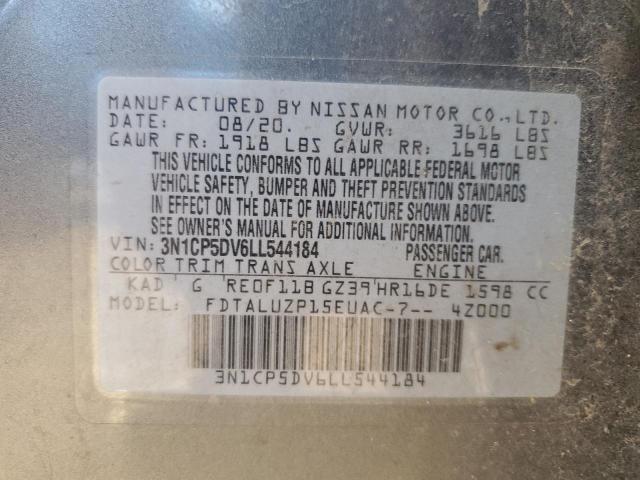 MANUFACTURED BY NISSAN MOTOR CO., LTD.
DATE: 08/20. GVWR: 3616 LBS
GAWR FR: 1918 LBS GAWR RR: 1698 LBS
THIS VEHICLE CONFORMS TO ALL APPLICABLE FEDERAL MOTOR
VEHICLE SAFETY, BUMPER AND THEFT PREVENTION STANDARDS
IN EFFECT ON THE DATE OF MANUFACTURE SHOWN ABOVE.
SEE OWNER'S MANUAL FOR ADDITIONAL INFORMATION.
VIN: 3N1CP5DV6LL544184 PASSENGER CAR.
COLOR TRIM TRANS AXLE ENGINE
KAD G RE0F11B GZ39 HR16DE 1598 CC
MODEL: FDTALUZP15EUAC-7-- 4Z000
3N1CP5DV6LL544184